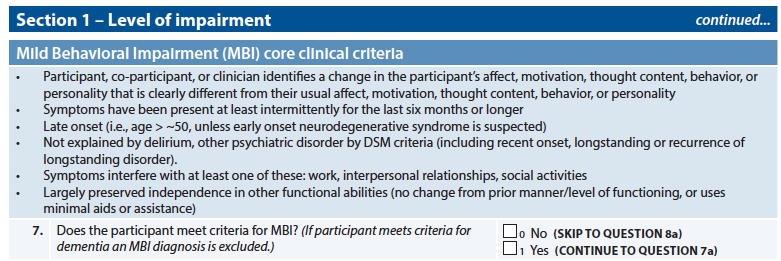 Section 1 – Level of impairment continued...
Mild Behavioral Impairment (MBI) core clinical criteria
• Participant, co-participant, or clinician identifies a change in the participant’s affect, motivation, thought content, behavior, or
personality that is clearly different from their usual affect, motivation, thought content, behavior, or personality
• Symptoms have been present at least intermittently for the last six months or longer
• Late onset (i.e., age > ~50, unless early onset neurodegenerative syndrome is suspected)
• Not explained by delirium, other psychiatric disorder by DSM criteria (including recent onset, longstanding or recurrence of
longstanding disorder).
• Symptoms interfere with at least one of these: work, interpersonal relationships, social activities
• Largely preserved independence in other functional abilities (no change from prior manner/level of functioning, or uses
minimal aids or assistance)
7. Does the participant meet criteria for MBI? (If participant meets criteria for
dementia an MBI diagnosis is excluded.)
□0 No (SKIP TO QUESTION 8a)
□1 Yes (CONTINUE TO QUESTION 7a)